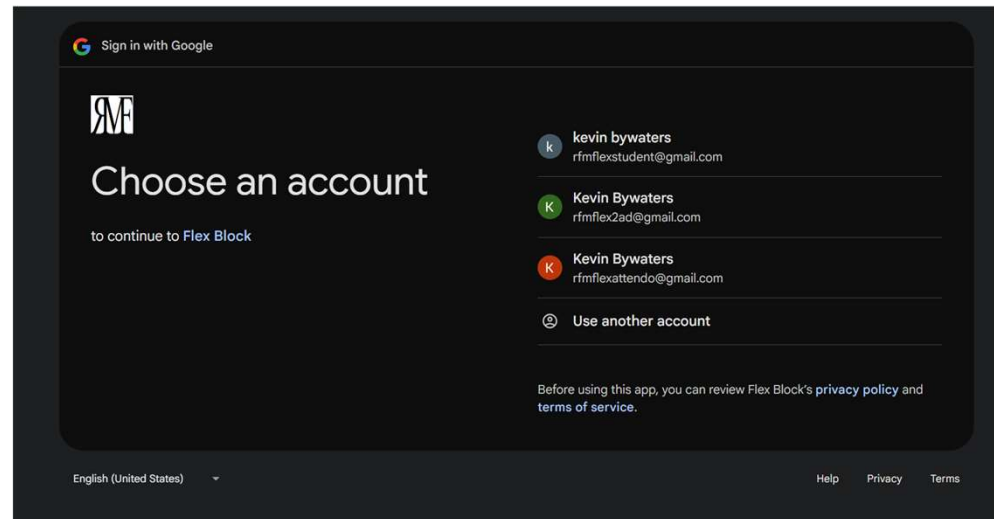 Sign in with Google
RMF
Choose an account
to continue to Flex Block
k
kevin bywaters
rfmflexstudent@gmail.com
K
Kevin Bywaters
rfmflex2ad@gmail.com
K
Kevin Bywaters
rfmflexattendo@gmail.com
Use another account
Before using this app, you can review Flex Block's privacy policy and
terms of service.
English (United States)
Help Privacy Terms